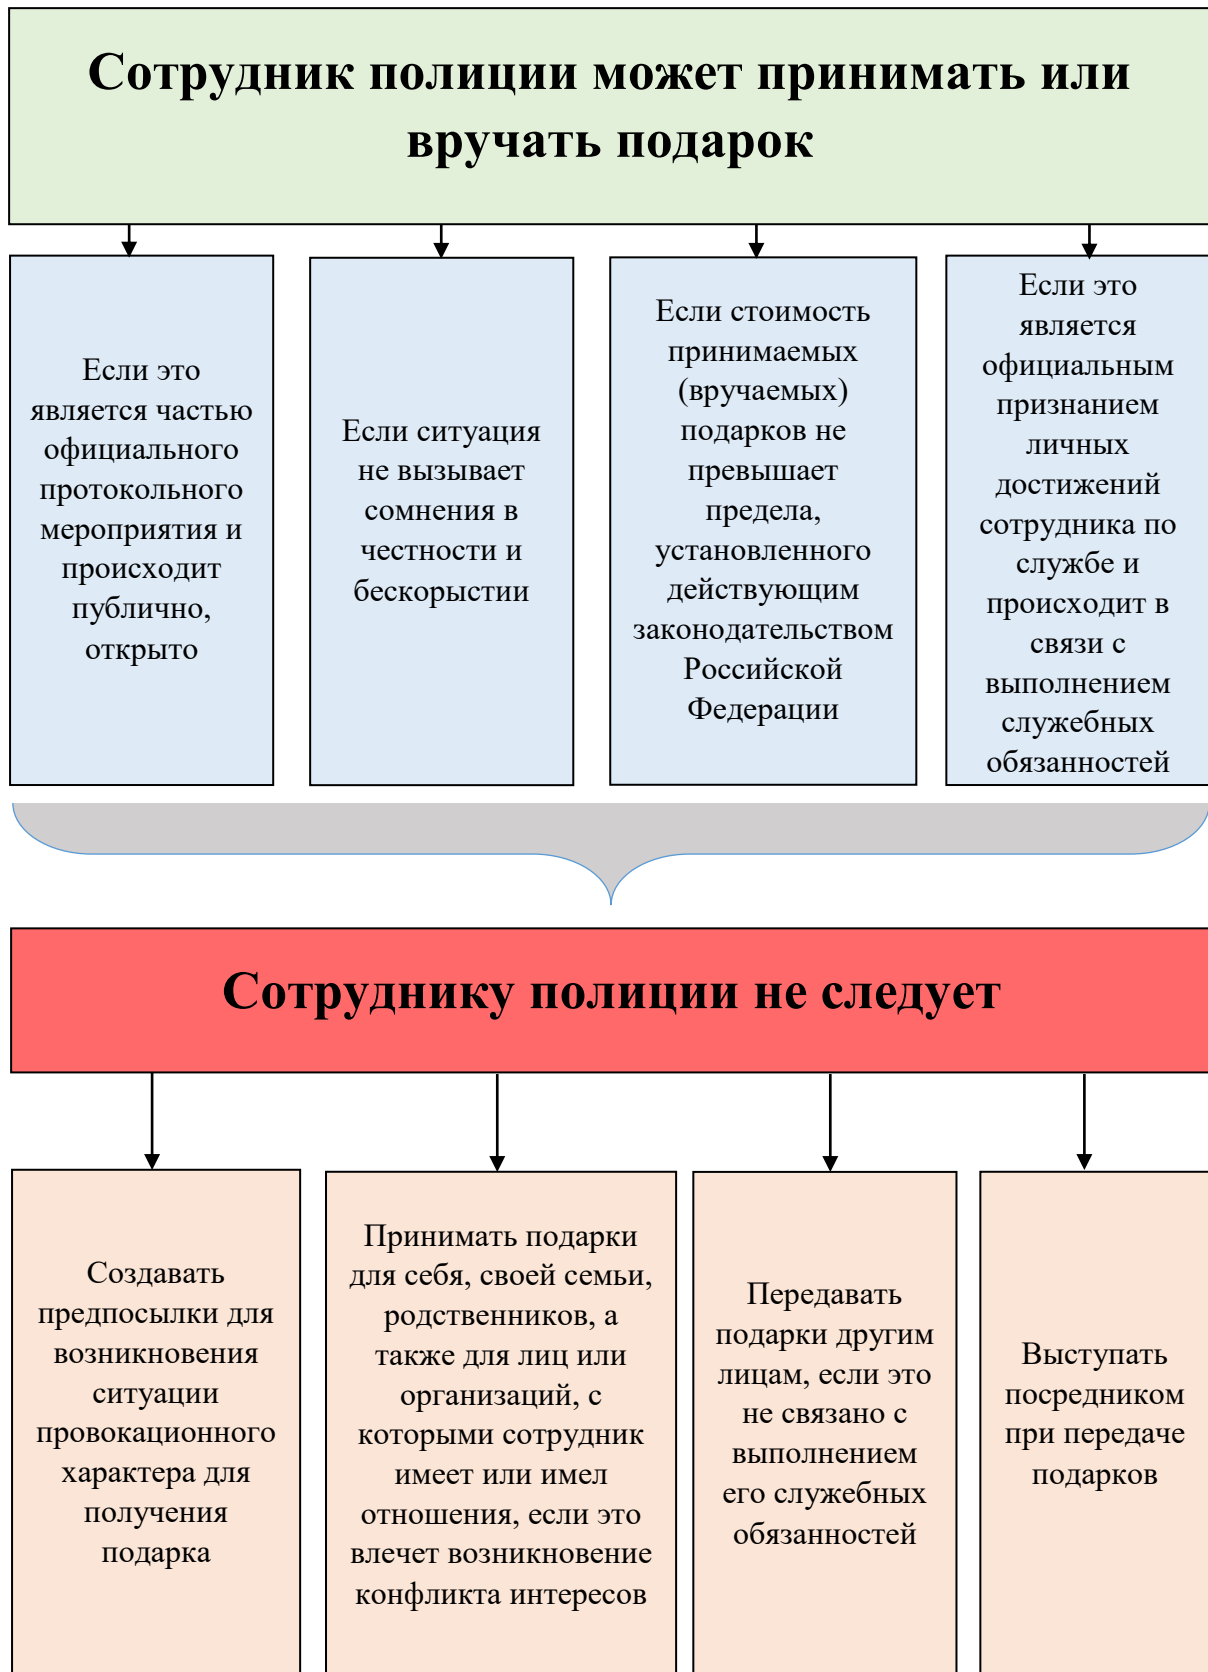 Сотрудник полиции может принимать или
вручать подарок
Если это
является частью
официального
протокольного
мероприятия и
происходит
публично,
открыто
Если ситуация
не вызывает
сомнения в
честности и
бескорыстии
Если стоимость
принимаемых
(вручаемых)
подарков не
превышает
предела,
установленного
действующим
законодательством
Российской
Федерации
Если это
является
официальным
признанием
личных
достижений
сотрудника по
службе и
происходит в
связи с
выполнением
служебных
обязанностей
Сотруднику полиции не следует
Создавать
предпосылки для
возникновения
ситуации
провокационного
характера для
получения
подарка
Принимать подарки
для себя, своей семьи,
родственников, а
также для лиц или
организаций, с
которыми сотрудник
имеет или имел
отношения, если это
влечет возникновение
конфликта интересов
Передавать
подарки другим
лицам, если это
не связано с
выполнением
его служебных
обязанностей
Выступать
посредником
при передаче
подарков